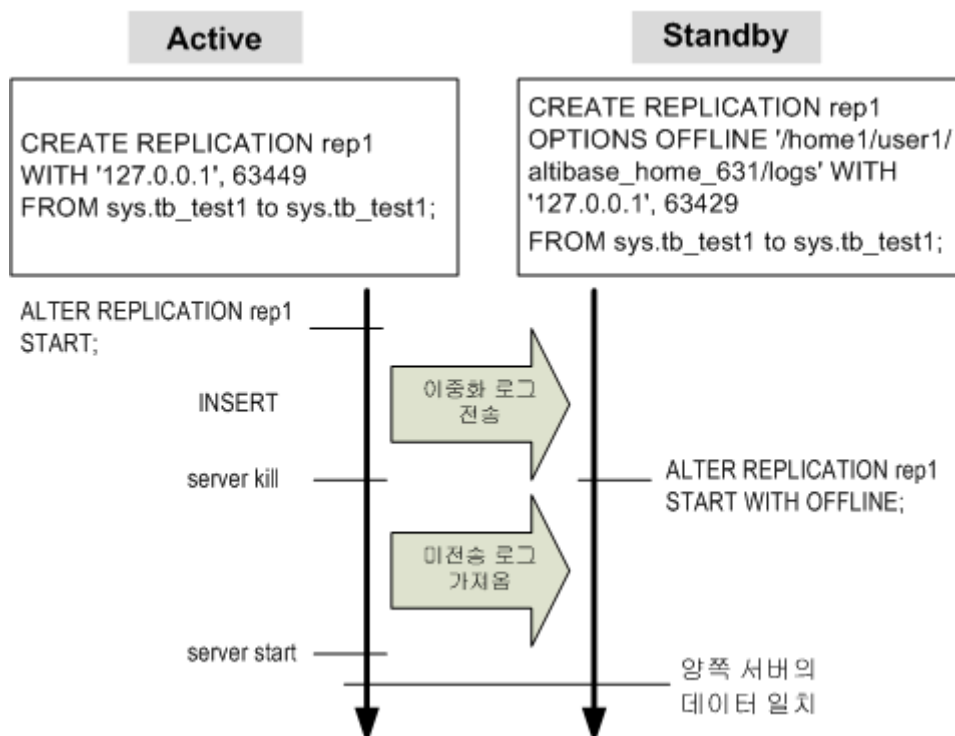 Active
Standby
CREATE REPLICATION rep1
WITH '127.0.0.1', 63449
FROM sys.tb_test1 to sys.tb_test1;
CREATE REPLICATION rep1
OPTIONS OFFLINE '/home1/user1/
altibase_home_631/logs' WITH
'127.0.0.1', 63429
FROM sys.tb_test1 to sys.tb_test1;
ALTER REPLICATION rep1
START;
INSERT
이중화 로그
전송
server kill
ALTER REPLICATION rep1
START WITH OFFLINE;
미전송 로그
가져옴
server start
양쪽 서버의
데이터 일치